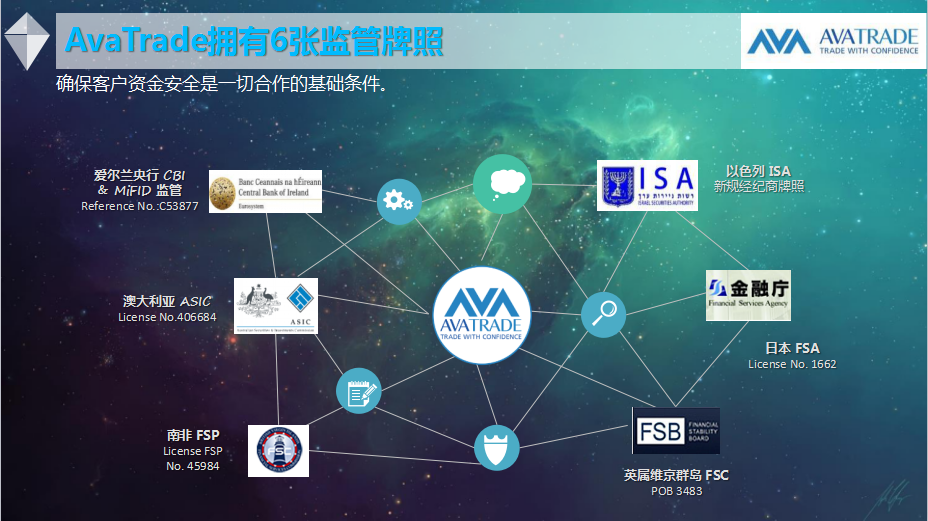 AvaTrade拥有6张监管牌照
AVATRADE
TRADE WITH CONFIDENCE
确保客户资金安全是一切合作的基础条件。
爱尔兰央行 CBI
& MiFID 监管
Reference No.:C53877
Banc Ceannais na hÉireann
Central Bank of Ireland
Eurosystem
ISA
רשות ניירות ערך
ISRAEL SECURITIES AUTHORITY
以色列 ISA
新规经纪商牌照
澳大利亚 ASIC
License No.406684
ASIC
AVA
AVATRADE
TRADE WITH CONFIDENCE
金融庁
Financial Services Agency
日本 FSA
License No. 1662
南非 FSP
License FSP
No. 45984
FSC
FSB
FINANCIAL
STABILITY
BOARD
英属维京群岛 FSC
POB 3483